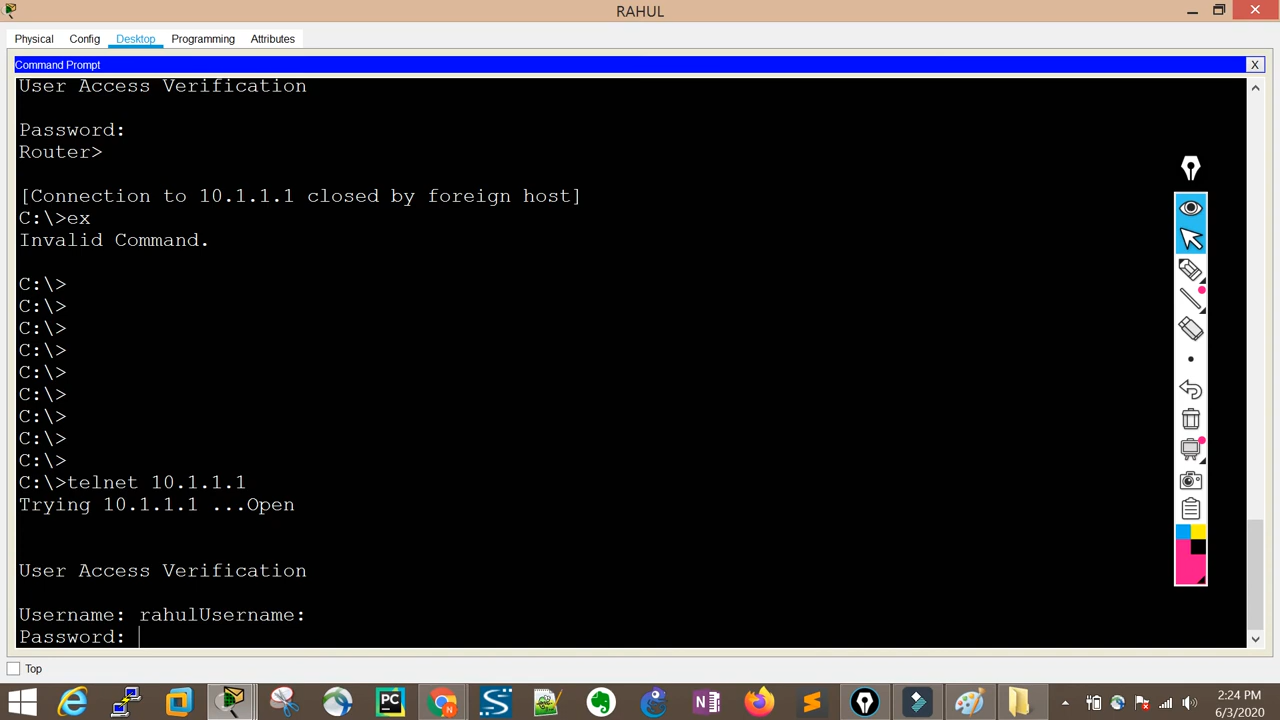 RAHUL
Physical Config Desktop Programming Attributes
Command Prompt X
User Access Verification
Password:
Router>
[Connection to 10.1.1.1 closed by foreign host]
C:\>ex
Invalid Command.
C:\>
C:\>
C:\>
C:\>
C:\>
C:\>
C:\>
C:\>
C:\>
C:\>telnet 10.1.1.1
Trying 10.1.1.1 ...Open
User Access Verification
Username: rahulUsername:
Password:
Top
2:24 PM
6/3/2020